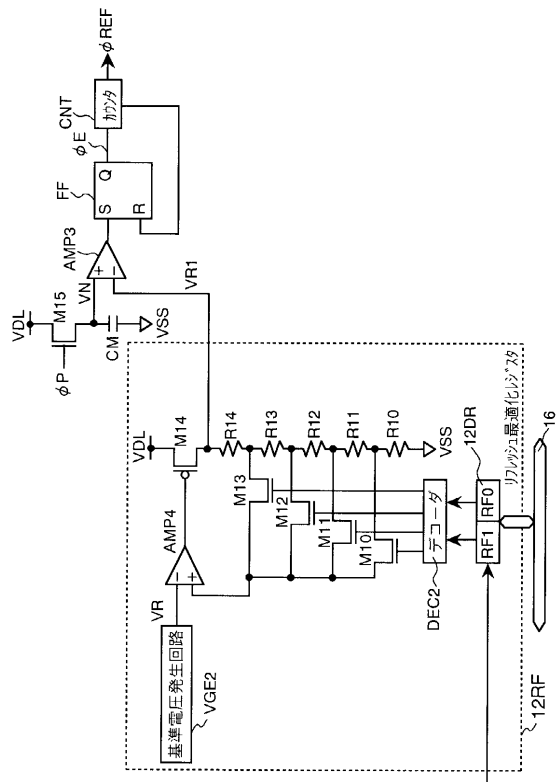 φREF
CNT
カウンタ
φE
FF
S
Q
R
AMP3
+
−
VN
VR1
VDL
M15
φP
CM
VSS
VDL
M14
AMP4
−
+
VR
基準電圧発生回路
VGE2
R14
R13
R12
R11
R10
VSS
M13
M12
M11
M10
デコーダ
DEC2
12DR
RF1
RF0
リフレッシュ最適化レジスタ
16
12RF